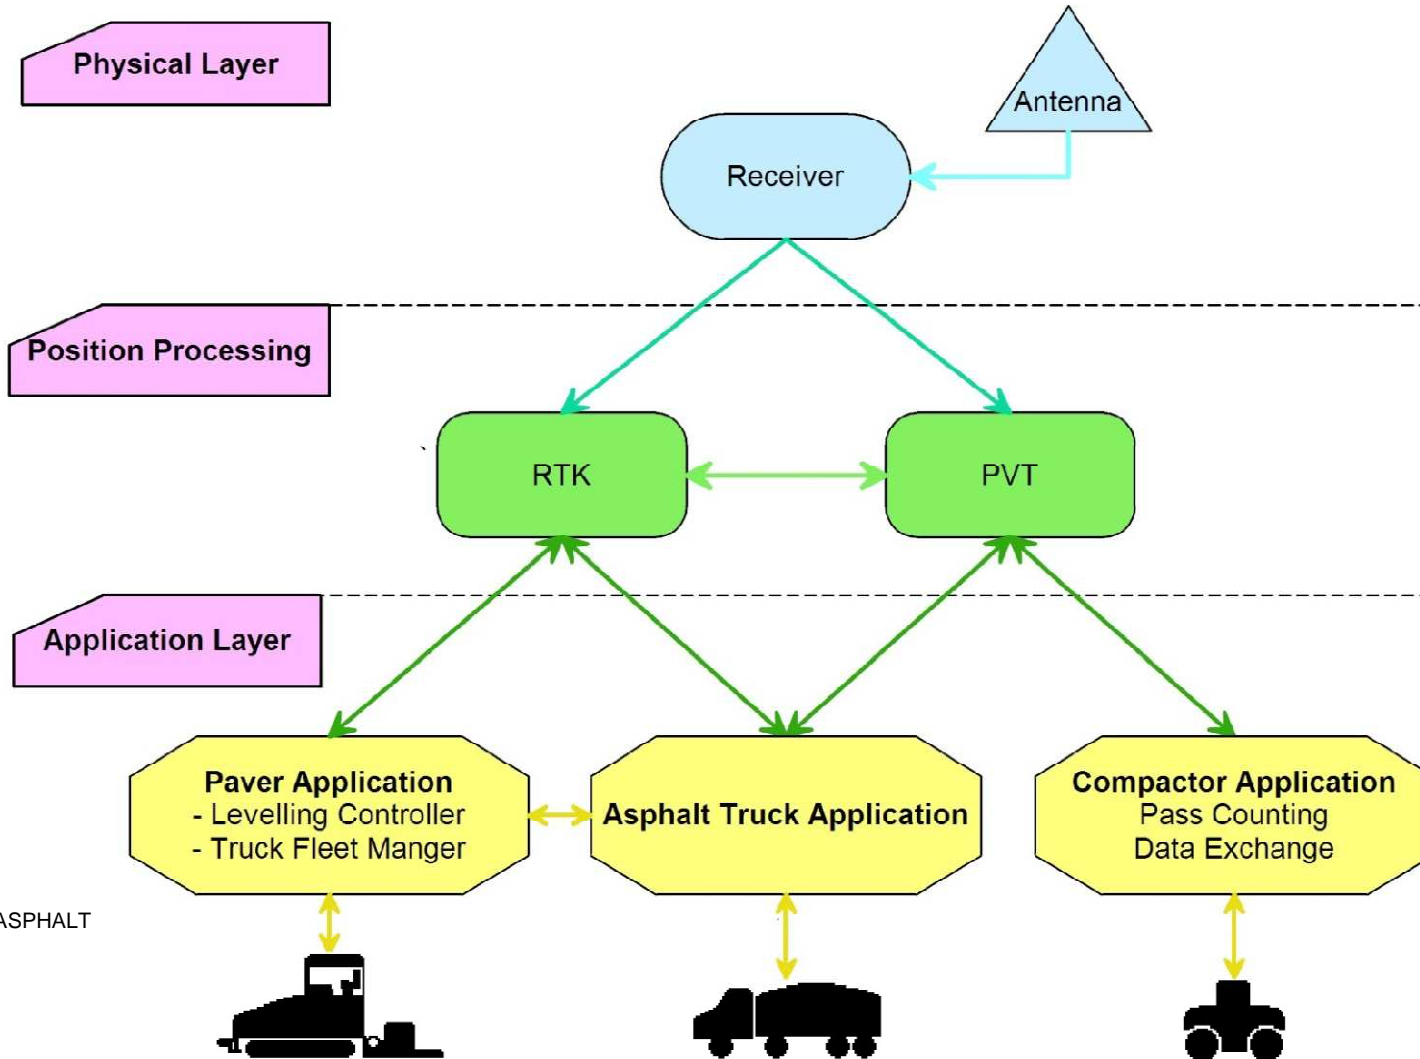 Physical Layer
Antenna
Receiver
Position Processing
RTK
PVT
Application Layer
Paver Application
- Levelling Controller
- Truck Fleet Manger
Asphalt Truck Application
Compactor Application
Pass Counting
Data Exchange
ASPHALT